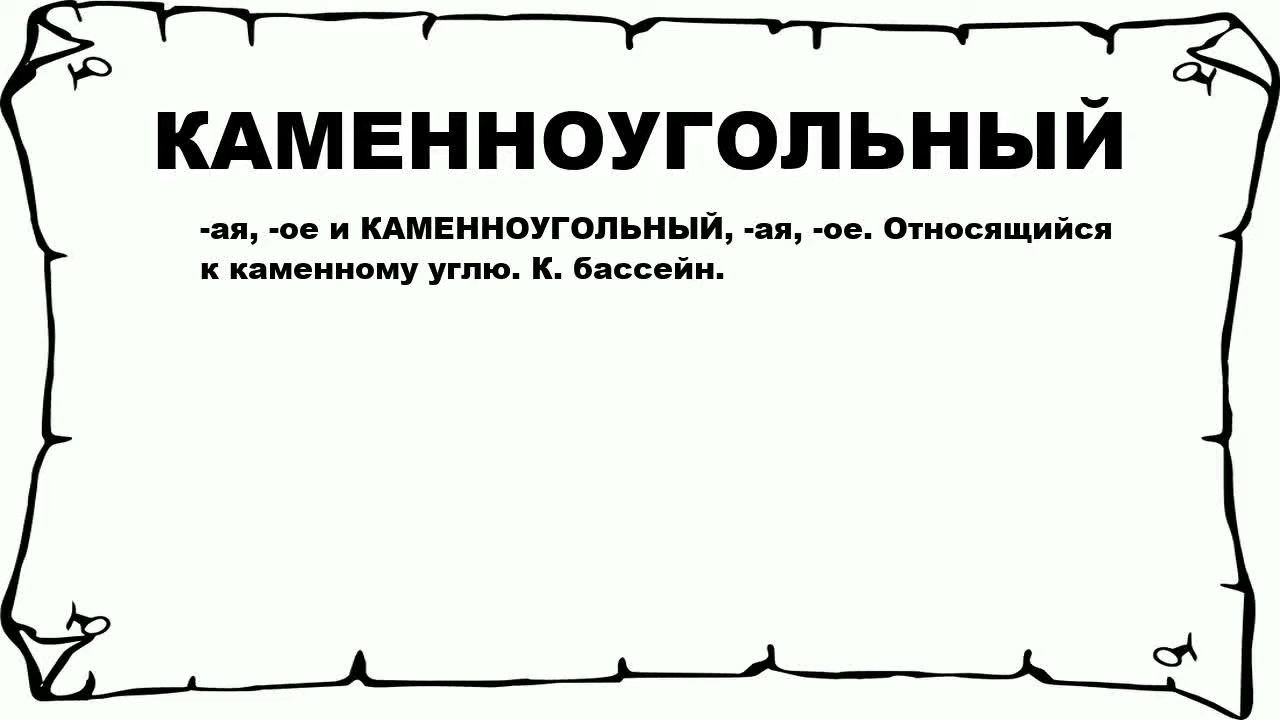 КАМЕННОУГОЛЬНЫЙ
-ая, -ое и КАМЕННОУГОЛЬНЫЙ, -ая, -ое. Относящийся
к каменному углю. К. бассейн.